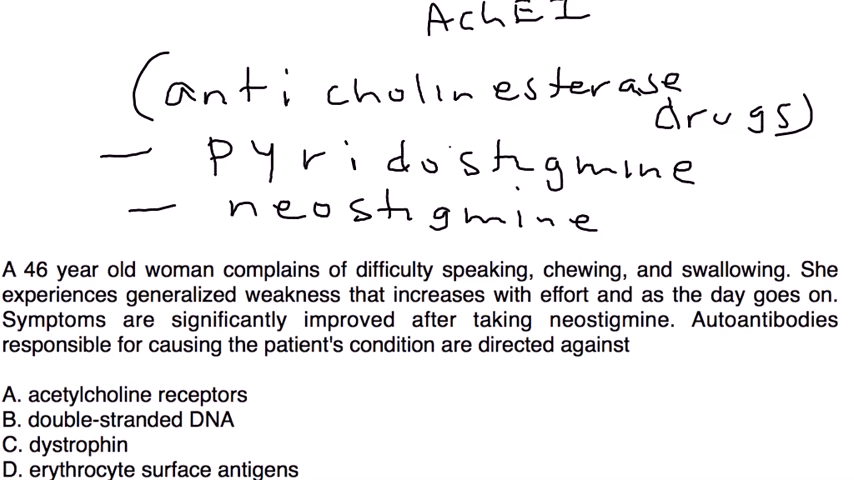 AchEI
(anti cholinesterase
drugs)
— pyridostigmine
— neostigmine
A 46 year old woman complains of difficulty speaking, chewing, and swallowing. She
experiences generalized weakness that increases with effort and as the day goes on.
Symptoms are significantly improved after taking neostigmine. Autoantibodies
responsible for causing the patient's condition are directed against
A. acetylcholine receptors
B. double-stranded DNA
C. dystrophin
D. erythrocyte surface antigens